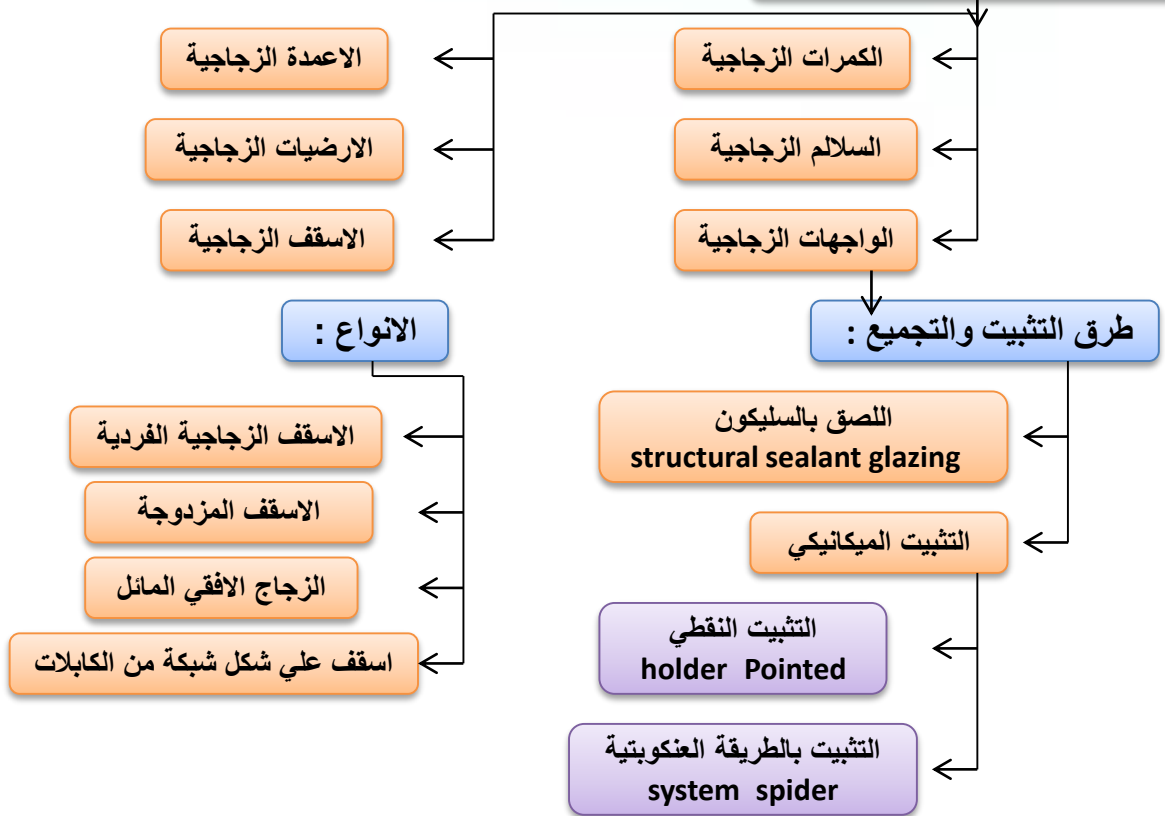 الكمرات الزجاجية
السلالم الزجاجية
الواجهات الزجاجية
الاعمدة الزجاجية
الارضيات الزجاجية
الاسقف الزجاجية
طرق التثبيت والتجميع :
اللصق بالسليكون
structural sealant glazing
التثبيت الميكانيكي
التثبيت النقطي
holder Pointed
التثبيت بالطريقة العنكوبتية
system spider
الانواع :
الاسقف الزجاجية الفردية
الاسقف المزدوجة
الزجاج الافقي المائل
اسقف علي شكل شبكة من الكابلات